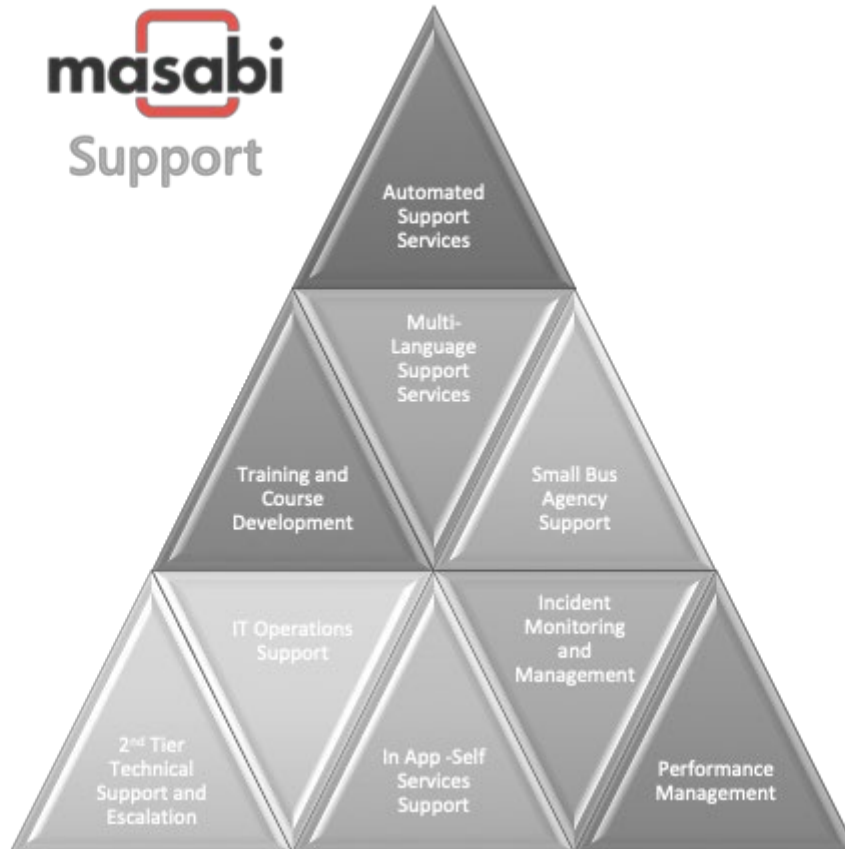 masabi
Support
Automated
Support
Services
Multi-
Language
Support
Services
Training and
Course
Development
Small Bus
Agency
Support
2nd Tier
Technical
Support and
Escalation
IT Operations
Support
In App -Self
Services
Support
Incident
Monitoring
and
Management
Performance
Management